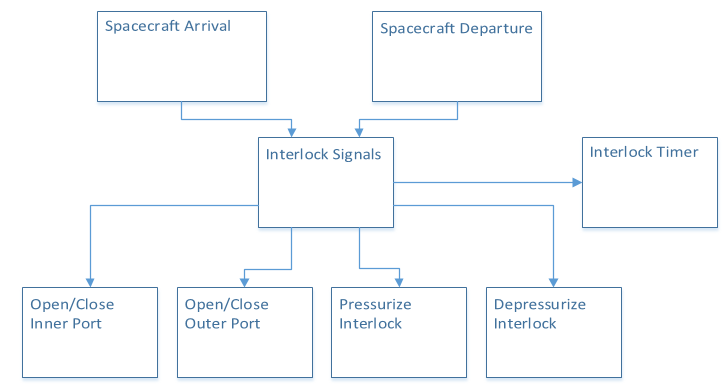 Spacecraft Arrival
Spacecraft Departure
Interlock Signals
Interlock Timer
Open/Close
Inner Port
Open/Close
Outer Port
Pressurize
Interlock
Depressurize
Interlock